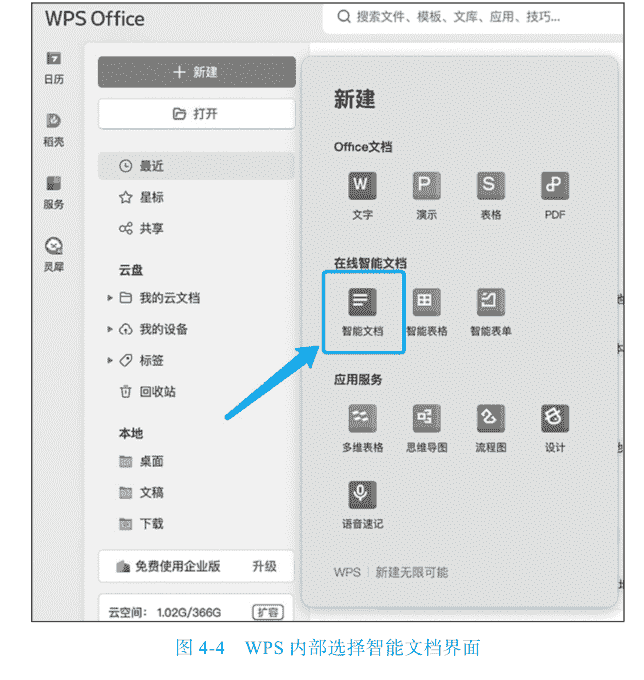 WPS Office
搜索文件、模板、文库、应用、技巧...
日历
稻壳
服务
灵犀
新建
打开
最近
星标
共享
云盘
我的云文档
我的设备
标签
回收站
本地
桌面
文稿
下载
免费使用企业版 升级
云空间: 1.02G/366G 扩容
新建
Office文档
W P S
文字 演示 表格 PDF
在线智能文档
智能文档 智能表格 智能表单
应用服务
多维表格 思维导图 流程图 设计
语音速记
WPS 新建无限可能
图 4-4 WPS 内部选择智能文档界面